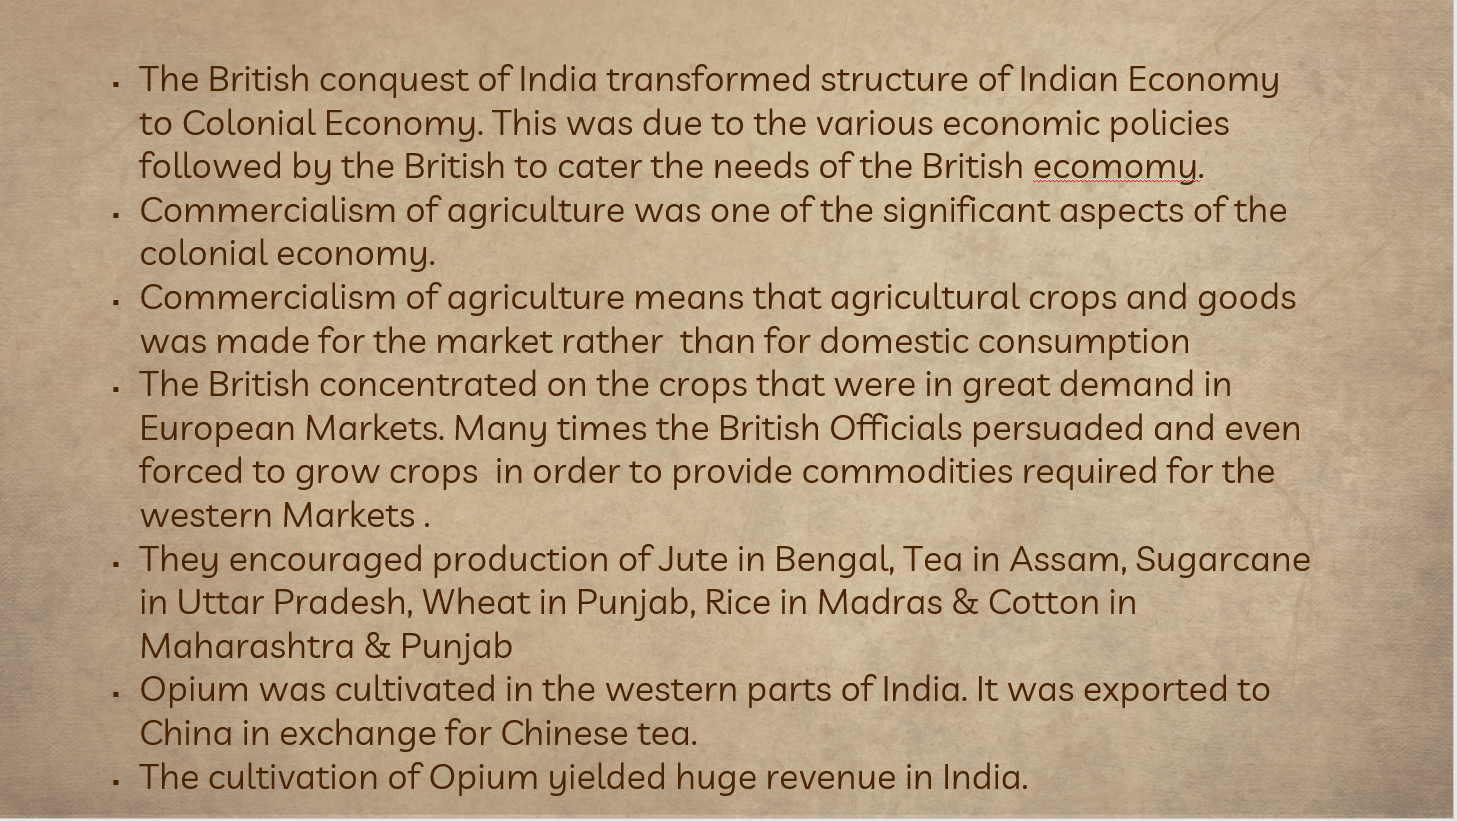 ▪ The British conquest of India transformed structure of Indian Economy
to Colonial Economy. This was due to the various economic policies
followed by the British to cater the needs of the British ecomomy.
▪ Commercialism of agriculture was one of the significant aspects of the
colonial economy.
▪ Commercialism of agriculture means that agricultural crops and goods
was made for the market rather  than for domestic consumption
▪ The British concentrated on the crops that were in great demand in
European Markets. Many times the British Officials persuaded and even
forced to grow crops  in order to provide commodities required for the
western Markets .
▪ They encouraged production of Jute in Bengal, Tea in Assam, Sugarcane
in Uttar Pradesh, Wheat in Punjab, Rice in Madras & Cotton in
Maharashtra & Punjab
▪ Opium was cultivated in the western parts of India. It was exported to
China in exchange for Chinese tea.
▪ The cultivation of Opium yielded huge revenue in India.